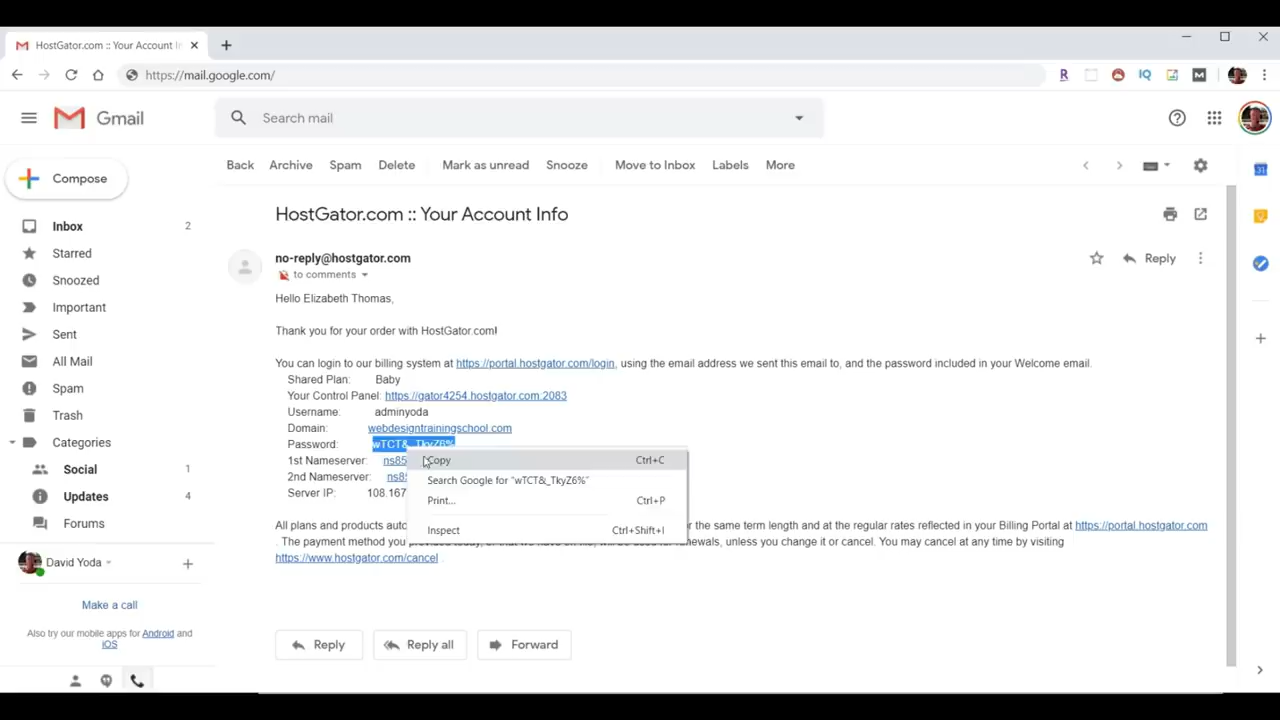 HostGator.com :: Your Account In
https://mail.google.com/
R
IQ
M
Gmail
Search mail
Compose
Back Archive Spam Delete Mark as unread Snooze Move to Inbox Labels More
Inbox 2
Starred
Snoozed
Important
Sent
All Mail
Spam
Trash
Categories
Social 1
Updates 4
Forums
David Yoda
Make a call
Also try our mobile apps for Android and
iOS
HostGator.com :: Your Account Info
no-reply@hostgator.com
to comments
Reply
Hello Elizabeth Thomas,
Thank you for your order with HostGator.com!
You can login to our billing system at https://portal.hostgator.com/login, using the email address we sent this email to, and the password included in your Welcome email.
Shared Plan: Baby
Your Control Panel: https://gator4254.hostgator.com:2083
Username: adminyoda
Domain: webdesigntrainingschool.com
Password: wTCT&_TkyZ6%
1st Nameserver: ns85
2nd Nameserver: ns85
Server IP: 108.167
Copy Ctrl+C
Search Google for "wTCT&_TkyZ6%"
Print... Ctrl+P
Inspect Ctrl+Shift+I
All plans and products auto r the same term length and at the regular rates reflected in your Billing Portal at https://portal.hostgator.com
. The payment method you unless you change it or cancel. You may cancel at any time by visiting
https://www.hostgator.com/cancel .
Reply Reply all Forward
31